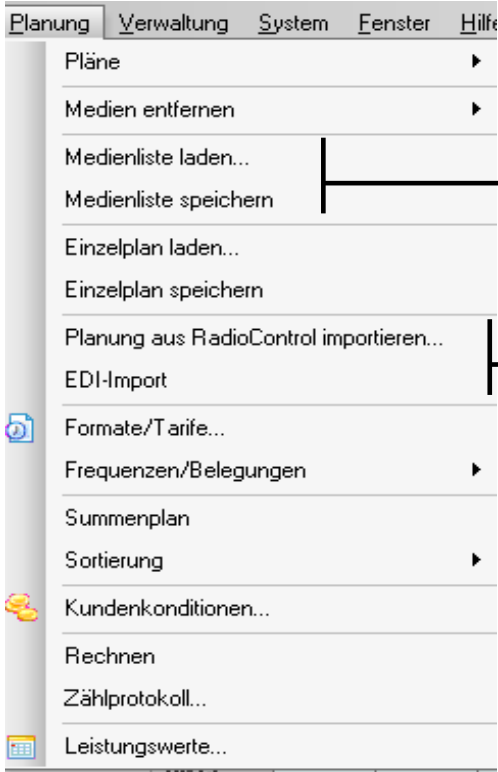 Planung Verwaltung System Fenster Hilfe
Pläne
Medien entfernen
Medienliste laden...
Medienliste speichern
Einzelplan laden...
Einzelplan speichern
Planung aus RadioControl importieren...
EDI-Import
Formate/Tarife...
Frequenzen/Belegungen
Summenplan
Sortierung
Kundenkonditionen...
Rechnen
Zählprotokoll...
Leistungswerte...